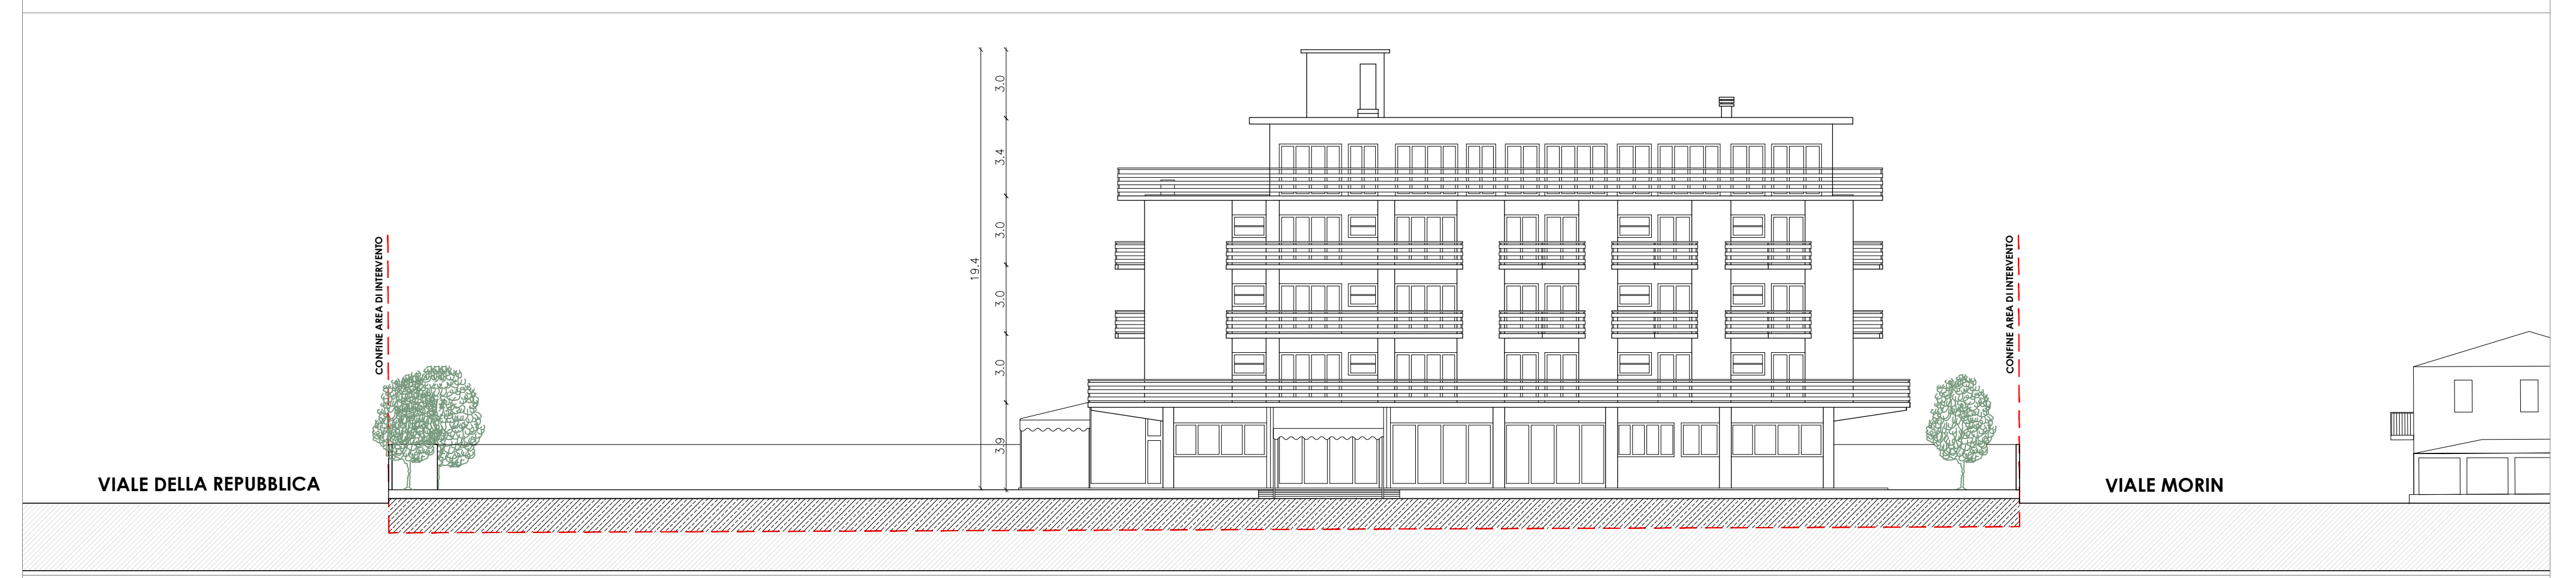 3.0
3.4
3.0
19.4
3.0
3.0
3.9
CONFINE AREA DI INTERVENTO
CONFINE AREA DI INTERVENTO
VIALE DELLA REPUBBLICA
VIALE MORIN